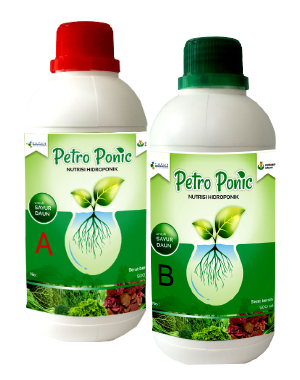 Petro Ponic
NUTRISI HIDROPONIK
SAYUR
DAUN
A
Petro Ponic
NUTRISI HIDROPONIK
SAYUR
DAUN
B